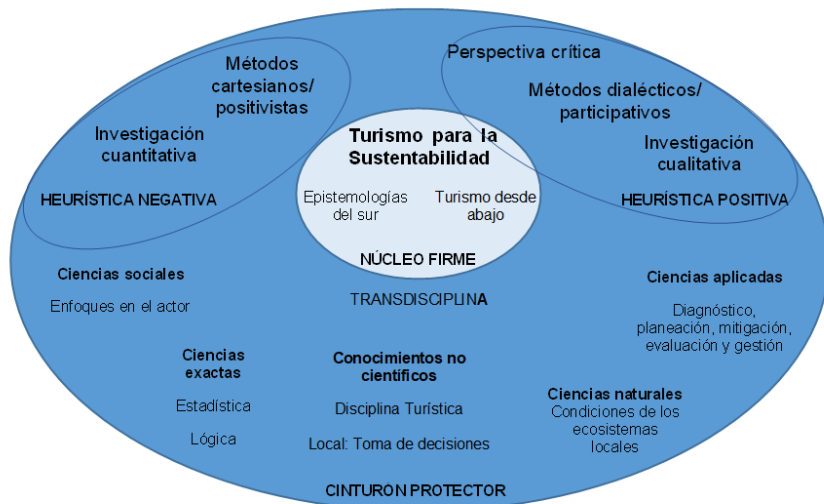 Métodos
cartesianos/
positivistas
Investigación
cuantitativa
HEURÍSTICA NEGATIVA
Perspectiva crítica
Métodos dialécticos/
participativos
Investigación
cualitativa
HEURÍSTICA POSITIVA
Turismo para la
Sustentabilidad
Epistemologías
del sur
Turismo desde
abajo
NÚCLEO FIRME
TRANSDISCIPLINA
Ciencias sociales
Enfoques en el actor
Ciencias aplicadas
Diagnóstico,
planeación, mitigación,
evaluación y gestión
Ciencias
exactas
Estadística
Lógica
Conocimientos no
científicos
Disciplina Turística
Local: Toma de decisiones
Ciencias naturales
Condiciones de los
ecosistemas
locales
CINTURÓN PROTECTOR